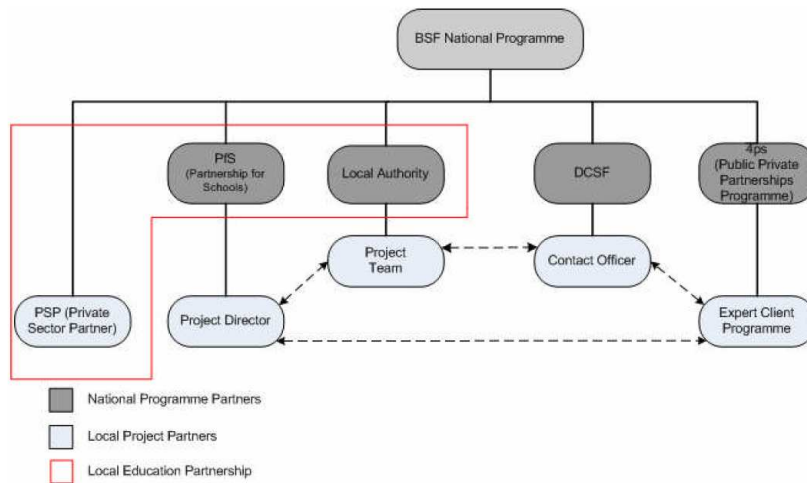 BSF National Programme
PfS
(Partnership for
Schools)
Local Authority
DCSF
4ps
(Public Private
Partnerships
Programme)
Project
Team
Contact Officer
PSP (Private
Sector Partner)
Project Director
Expert Client
Programme
National Programme Partners
Local Project Partners
Local Education Partnership